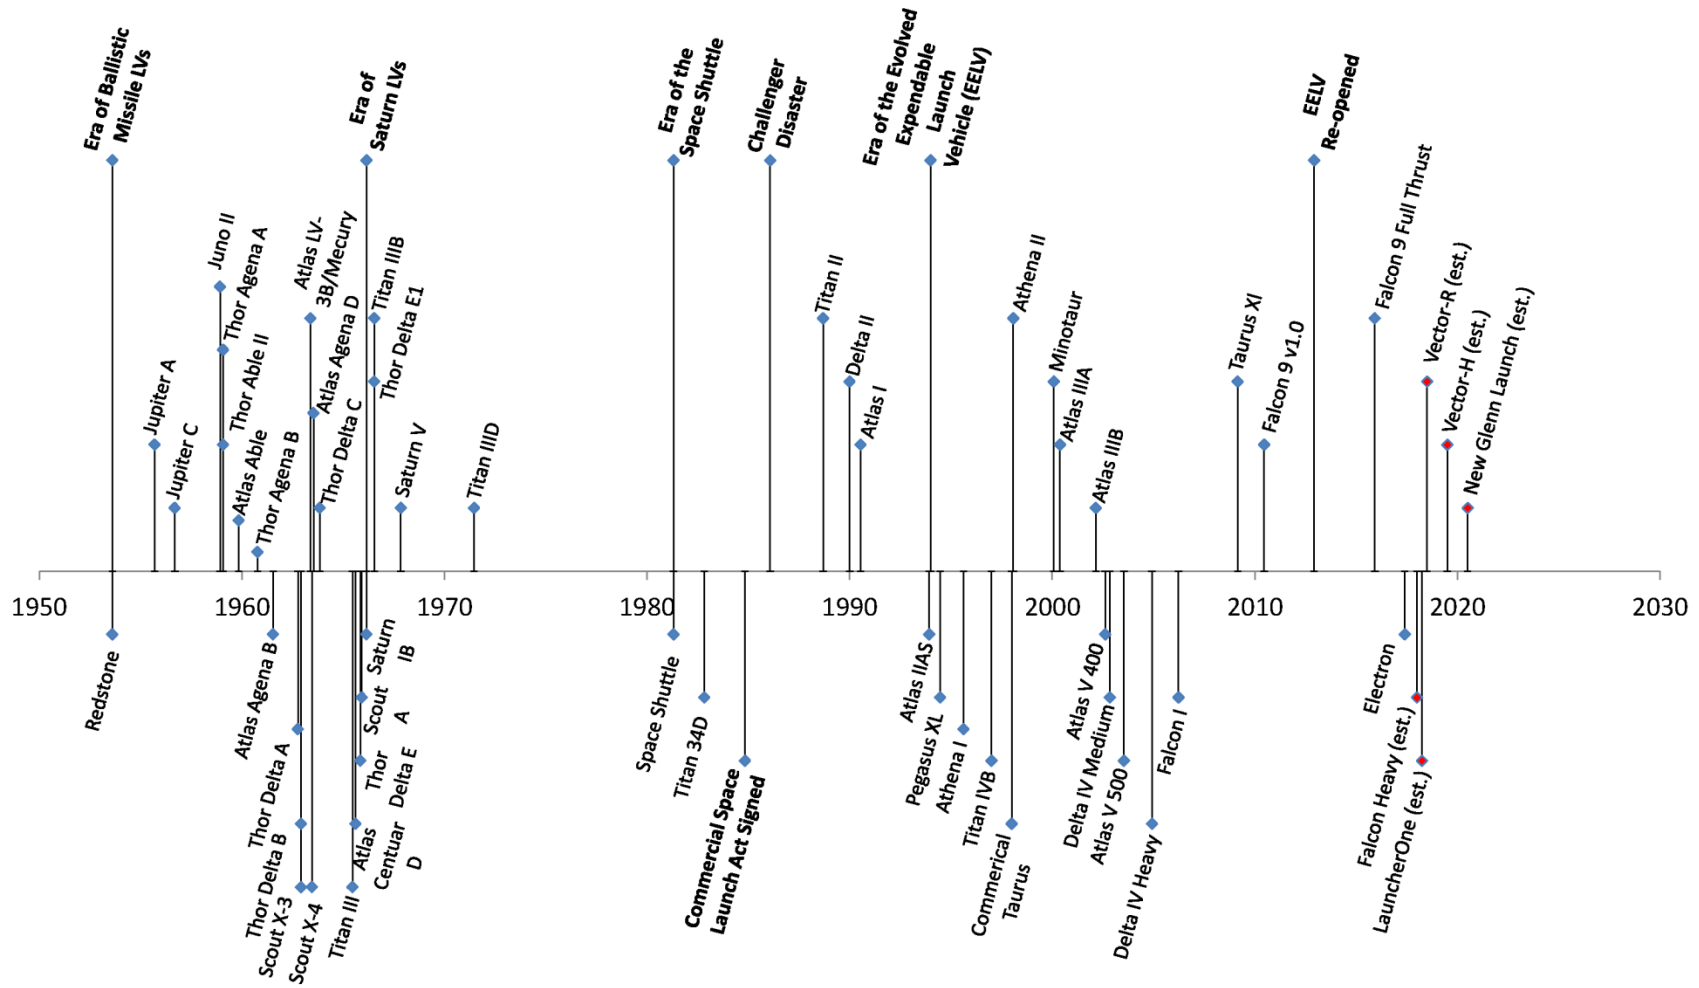 Era of Ballistic
Missile LVs
Era of
Saturn LVs
Era of the
Space Shuttle
Challenger
Disaster
Era of the Evolved
Expendable
Launch
Vehicle (EELV)
EELV
Re-opened
Jupiter A
Jupiter C
Juno II
Thor Agena A
Thor Able II
Atlas Able
Thor Agena B
Atlas LV-
3B/Mecury
Atlas Agena D
Thor Delta C
Titan IIIB
Thor Delta E1
Saturn V
Titan IIID
Titan II
Delta II
Atlas I
Athena II
Minotaur
Atlas IIIA
Atlas IIIB
Taurus XI
Falcon 9 v1.0
Falcon 9 Full Thrust
Vector-R (est.)
Vector-H (est.)
New Glenn Launch (est.)
1950
1960
1970
1980
1990
2000
2010
2020
2030
Redstone
Atlas Agena B
Thor Delta A
Thor Delta B
Scout X-3
Scout X-4
Titan III
Atlas
Centuar
D
Thor
Delta E
Scout
A
Saturn
IB
Space Shuttle
Titan 34D
Commercial Space
Launch Act Signed
Atlas IIAS
Pegasus XL
Athena I
Titan IVB
Commerical
Taurus
Atlas V 400
Delta IV Medium
Atlas V 500
Delta IV Heavy
Falcon I
Electron
Falcon Heavy (est.)
LauncherOne (est.)